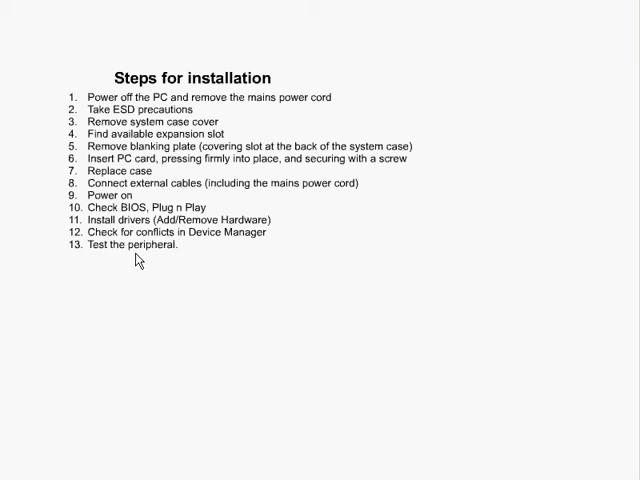 Steps for installation
1. Power off the PC and remove the mains power cord
2. Take ESD precautions
3. Remove system case cover
4. Find available expansion slot
5. Remove blanking plate (covering slot at the back of the system case)
6. Insert PC card, pressing firmly into place, and securing with a screw
7. Replace case
8. Connect external cables (including the mains power cord)
9. Power on
10. Check BIOS, Plug n Play
11. Install drivers (Add/Remove Hardware)
12. Check for conflicts in Device Manager
13. Test the peripheral.